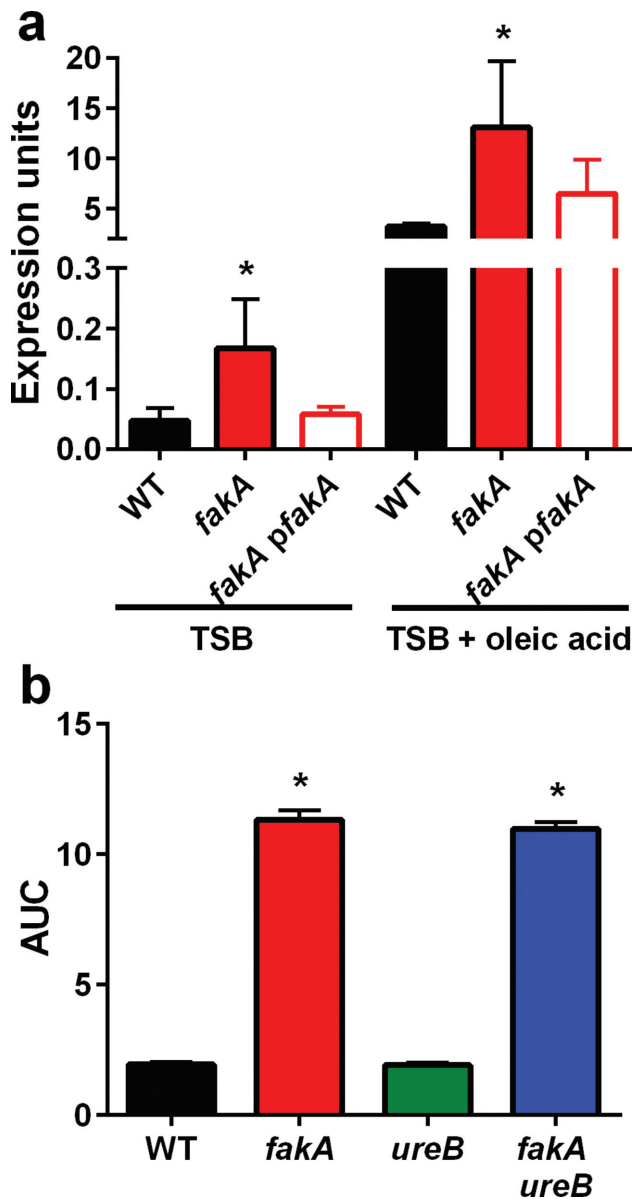 a
Expression units
20
15
10
5
0.3
0.2
0.1
0.0
*
*
WT
fakA
fakA pfakA
WT
fakA
fakA pfakA
TSB
TSB + oleic acid
b
AUC
15
10
5
0
*
*
WT
fakA
ureB
fakA
ureB